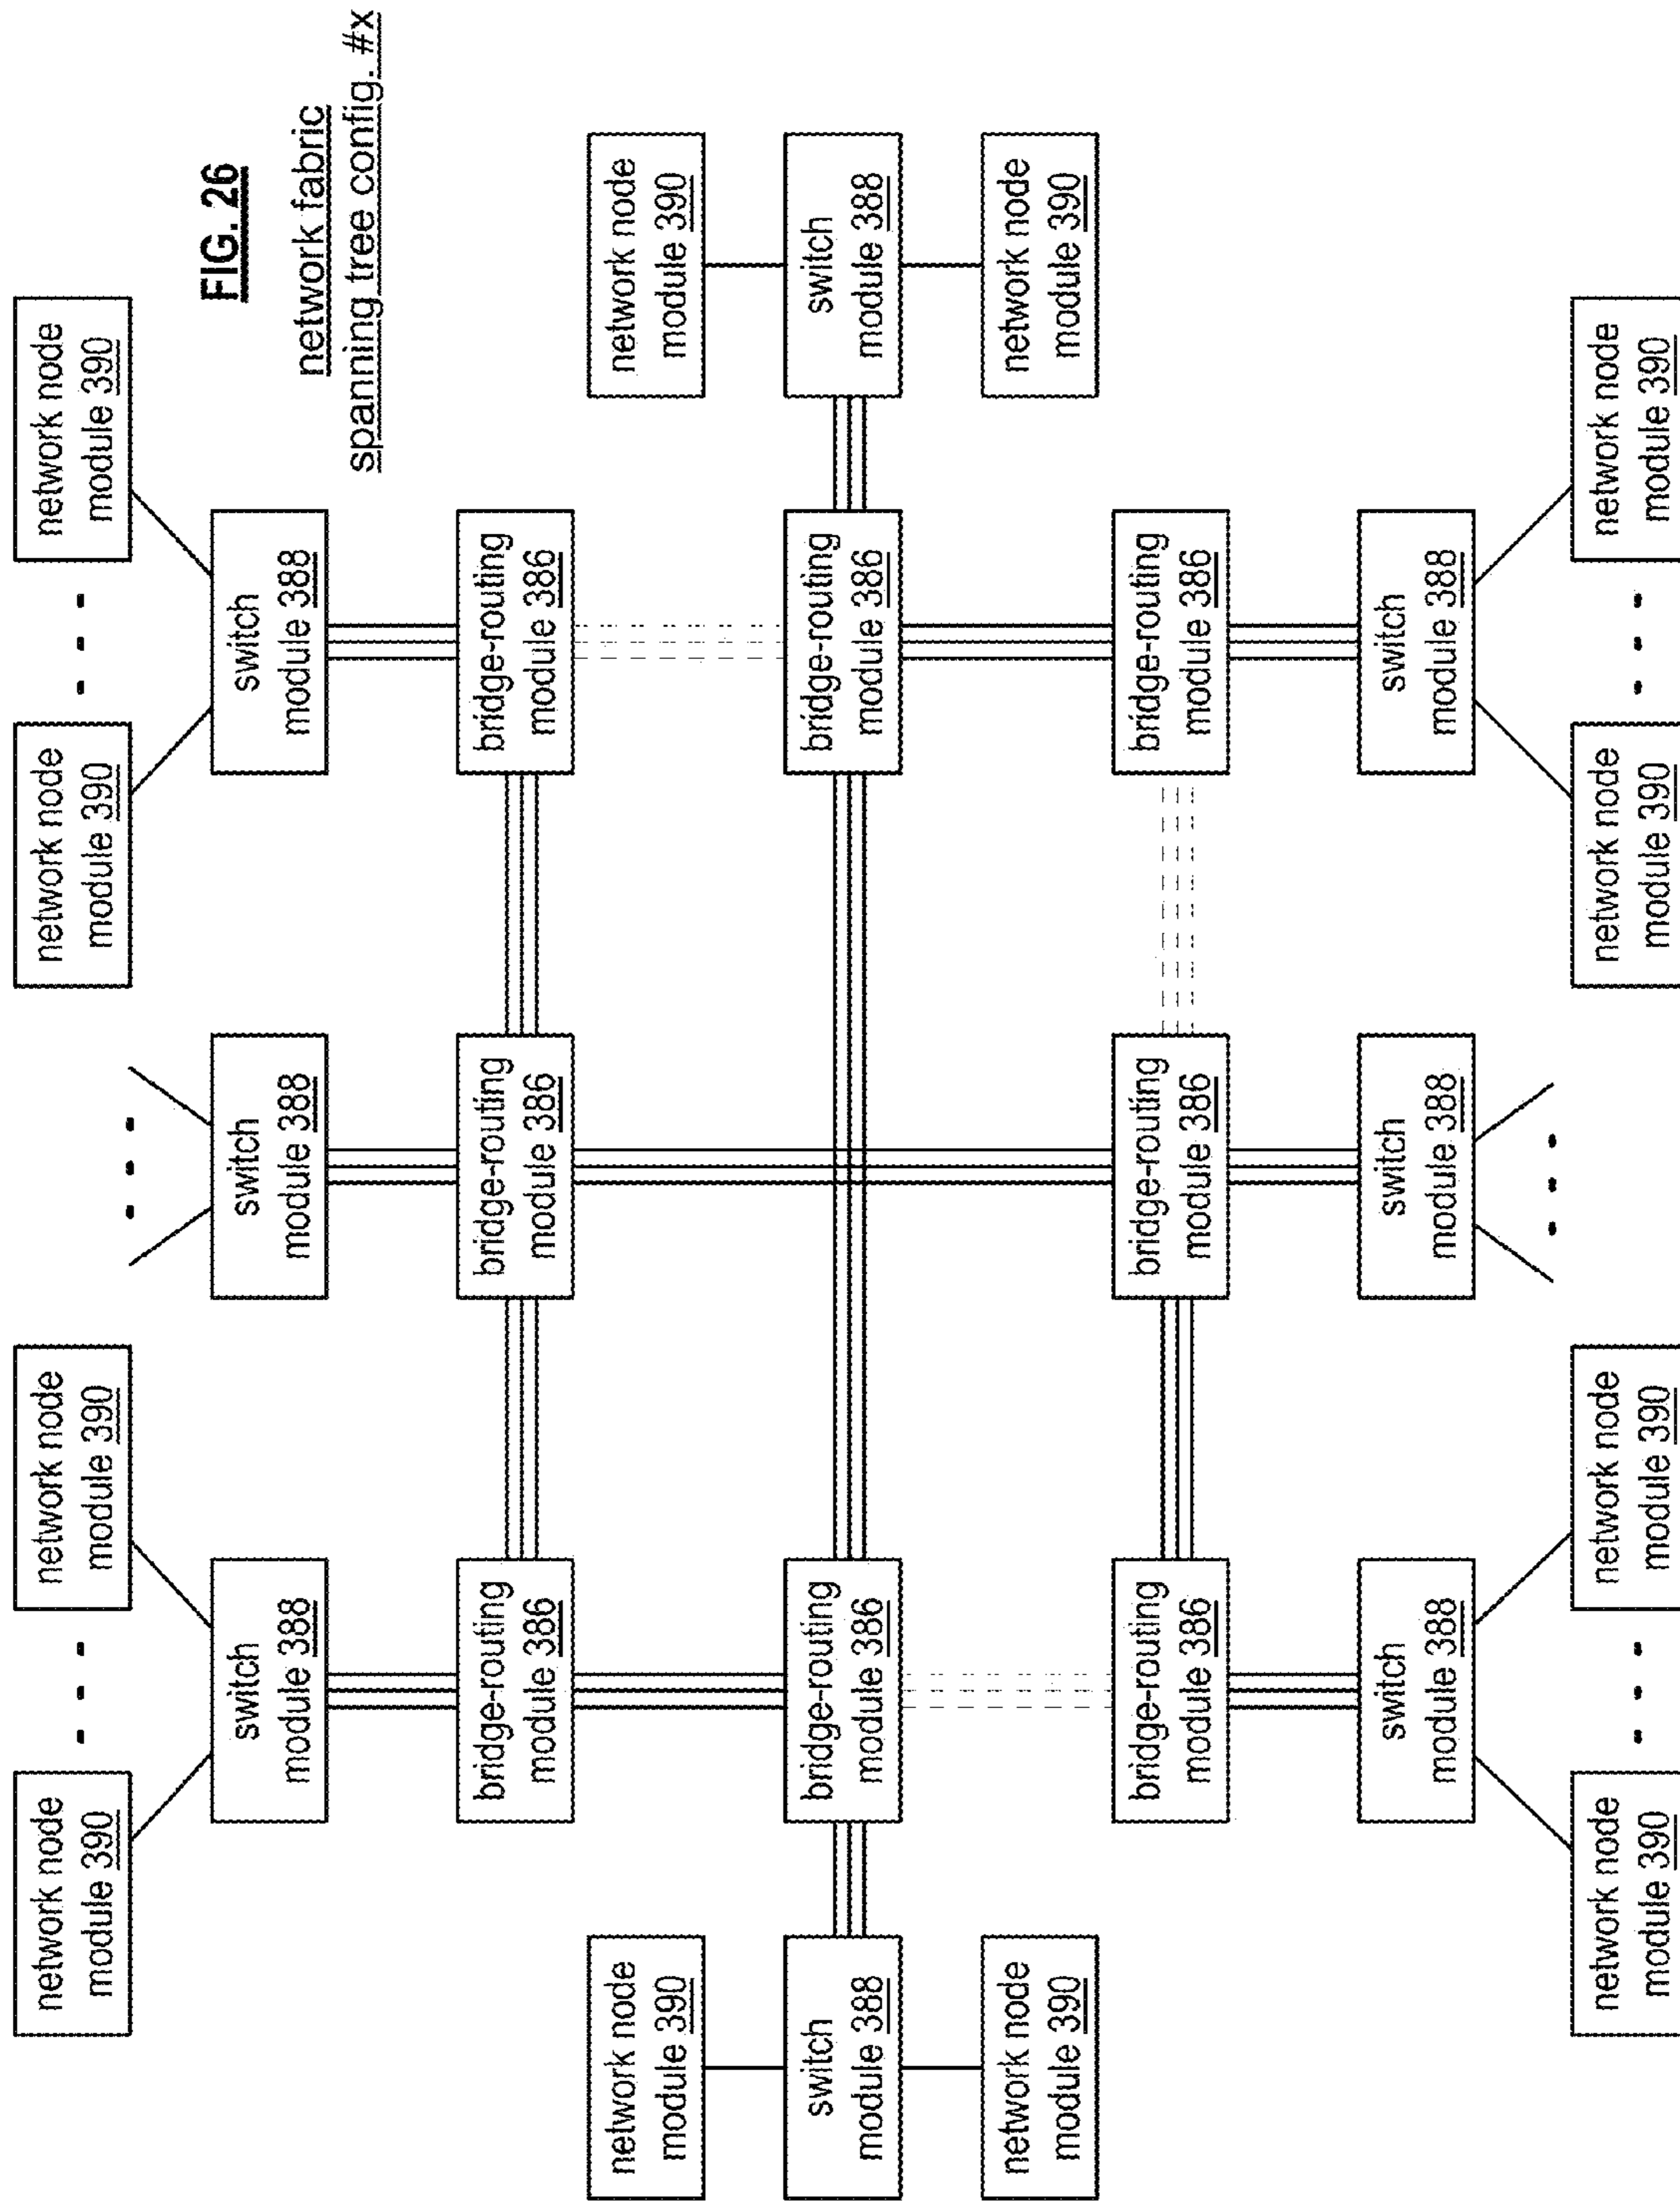 network node
module 390
network node
module 390
network node
module 390
network node
module 390
FIG. 26
network fabric
spanning tree config. #x
switch
module 388
switch
module 388
switch
module 388
bridge-routing
module 386
bridge-routing
module 386
bridge-routing
module 386
network node
module 390
network node
module 390
switch
module 388
bridge-routing
module 386
bridge-routing
module 386
switch
module 388
network node
module 390
network node
module 390
bridge-routing
module 386
bridge-routing
module 386
bridge-routing
module 386
switch
module 388
switch
module 388
switch
module 388
network node
module 390
network node
module 390
network node
module 390
network node
module 390